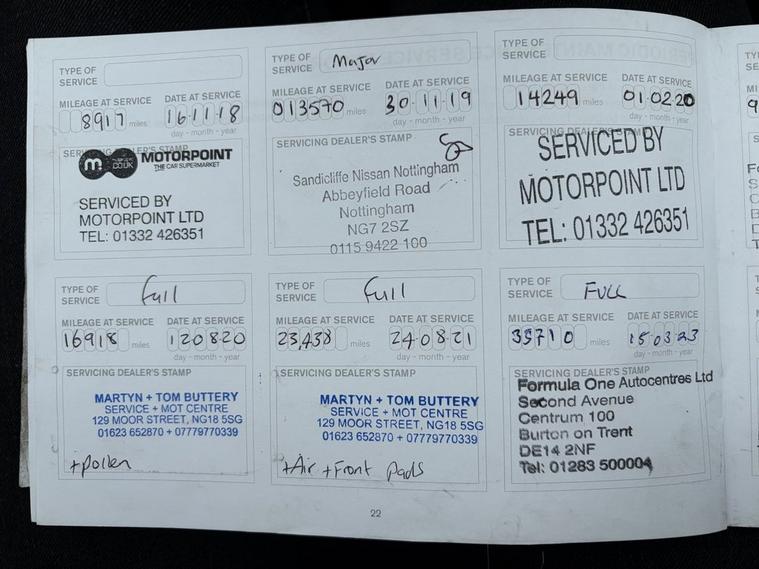 TYPE OF
SERVICE
MILEAGE AT SERVICE DATE AT SERVICE
8917 miles 16 11 18
day - month - year
SERVICING DEALER'S STAMP
m
.CO.UK
MOTORPOINT
THE CAR SUPERMARKET
SERVICED BY
MOTORPOINT LTD
TEL: 01332 426351
TYPE OF
SERVICE Major
MILEAGE AT SERVICE DATE AT SERVICE
013570 miles 30 11 19
day - month - year
SERVICING DEALER'S STAMP
Sandicliffe Nissan Nottingham
Abbeyfield Road
Nottingham
NG7 2SZ
0115 9422 100
TYPE OF
SERVICE
MILEAGE AT SERVICE DATE AT SERVICE
14249 miles 01.02.20
day - month - year
SERVICING DEALER'S STAMP
SERVICED BY
MOTORPOINT LTD
TEL: 01332 426351
TYPE OF
SERVICE Full
MILEAGE AT SERVICE DATE AT SERVICE
16918 miles 120820
day - month - year
SERVICING DEALER'S STAMP
MARTYN + TOM BUTTERY
SERVICE + MOT CENTRE
129 MOOR STREET, NG18 5SG
01623 652870 + 07779770339
+pollen
TYPE OF
SERVICE Full
MILEAGE AT SERVICE DATE AT SERVICE
23,438 miles 24.08.21
day - month - year
SERVICING DEALER'S STAMP
MARTYN + TOM BUTTERY
SERVICE + MOT CENTRE
129 MOOR STREET, NG18 5SG
01623 652870 + 07779770339
+Air +Front Pads
TYPE OF
SERVICE FULL
MILEAGE AT SERVICE DATE AT SERVICE
35710 miles 15 03 23
day - month - year
SERVICING DEALER'S STAMP
Formula One Autocentres Ltd
Second Avenue
Centrum 100
Burton on Trent
DE14 2NF
Tel: 01283 500004
22